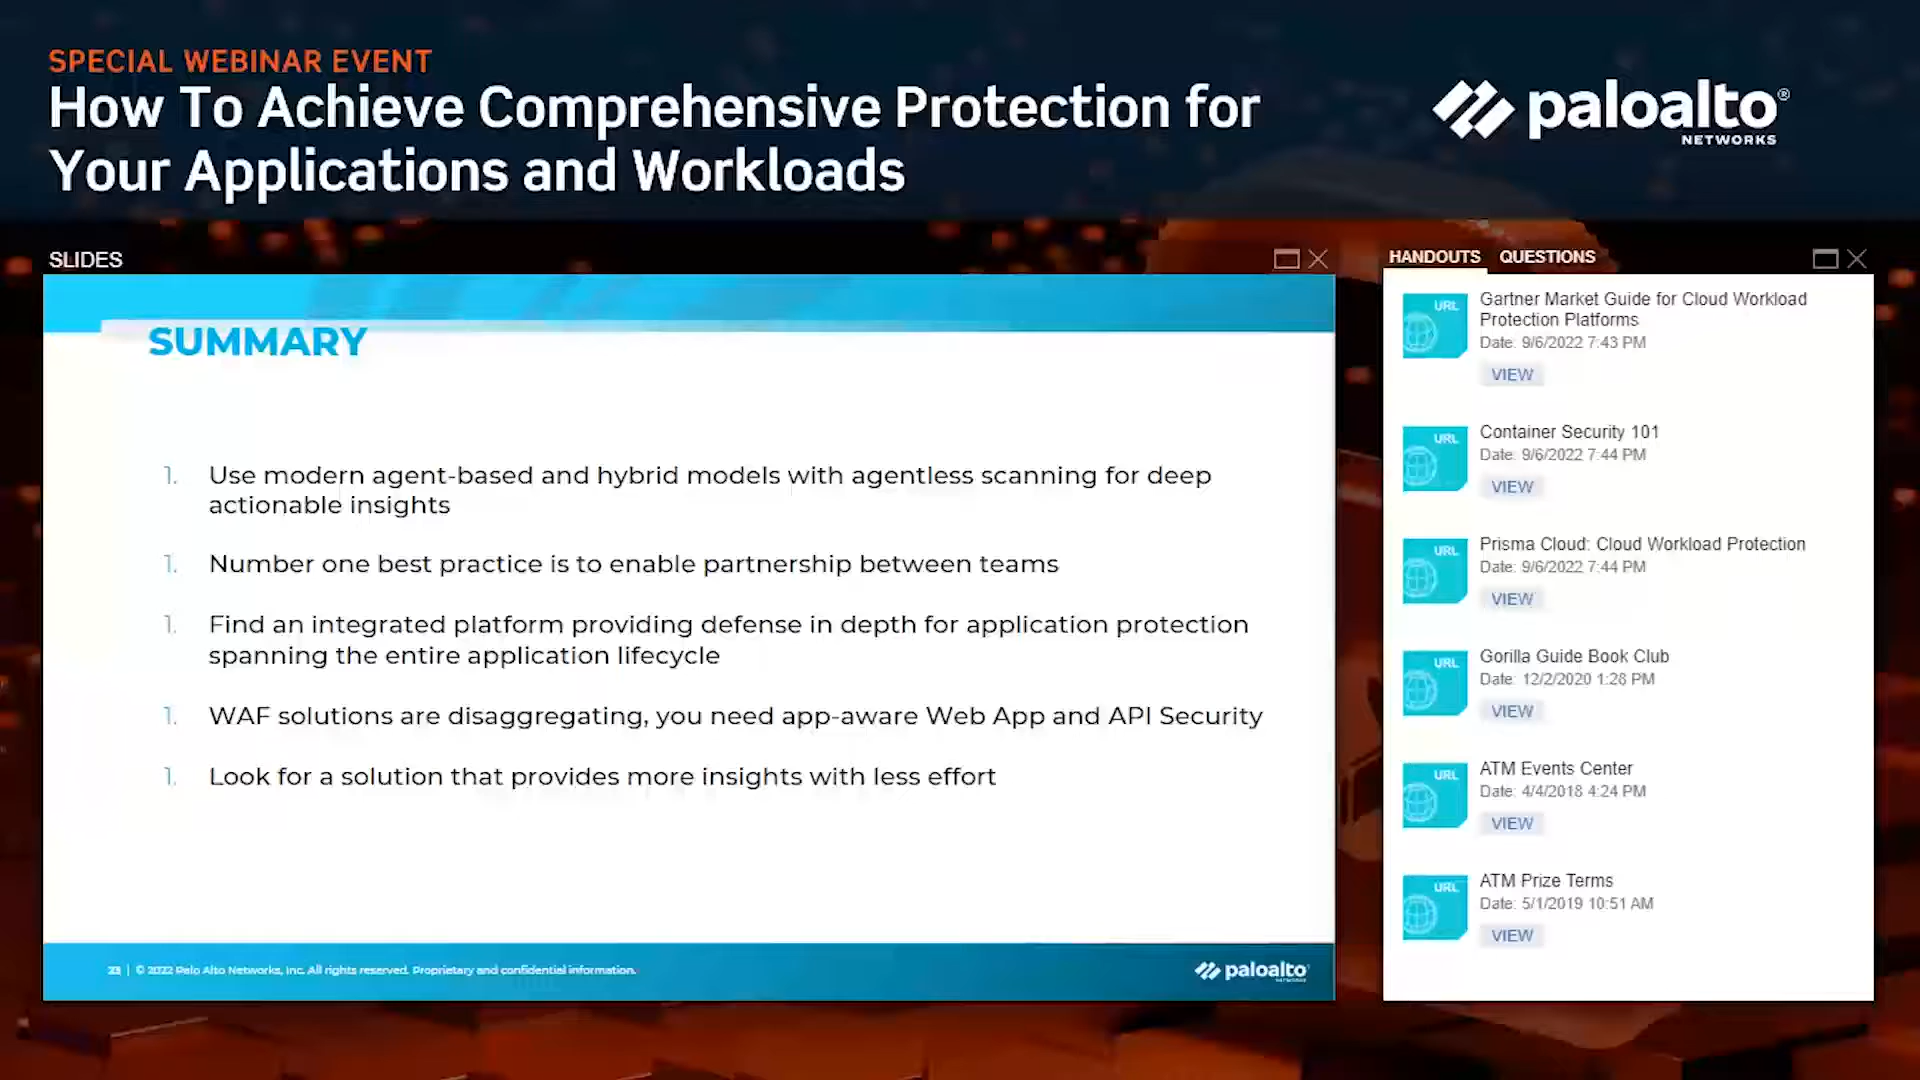 SPECIAL WEBINAR EVENT
How To Achieve Comprehensive Protection for
Your Applications and Workloads
paloalto®
NETWORKS
SLIDES
SUMMARY
1. Use modern agent-based and hybrid models with agentless scanning for deep
actionable insights
1. Number one best practice is to enable partnership between teams
1. Find an integrated platform providing defense in depth for application protection
spanning the entire application lifecycle
1. WAF solutions are disaggregating, you need app-aware Web App and API Security
1. Look for a solution that provides more insights with less effort
23 | © 2022 Palo Alto Networks, Inc. All rights reserved. Proprietary and confidential information.
paloalto
NETWORKS
HANDOUTS QUESTIONS
URL
Gartner Market Guide for Cloud Workload
Protection Platforms
Date: 9/6/2022 7:43 PM
VIEW
URL
Container Security 101
Date: 9/6/2022 7:44 PM
VIEW
URL
Prisma Cloud: Cloud Workload Protection
Date: 9/6/2022 7:44 PM
VIEW
URL
Gorilla Guide Book Club
Date: 12/2/2020 1:28 PM
VIEW
URL
ATM Events Center
Date: 4/4/2018 4:24 PM
VIEW
URL
ATM Prize Terms
Date: 5/1/2019 10:51 AM
VIEW